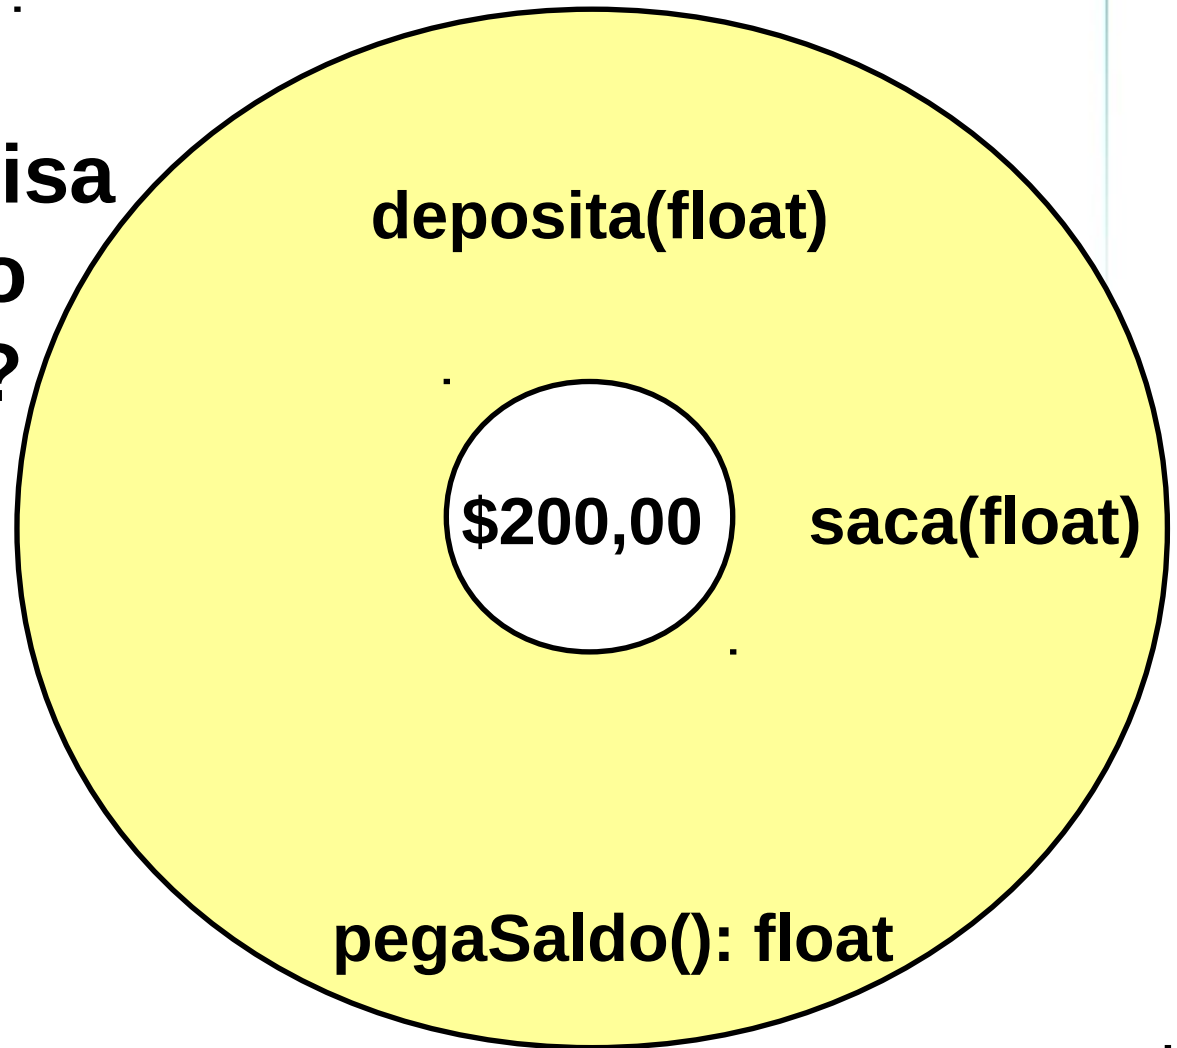 isa
o
?
deposita(float)
$200,00
saca(float)
pegaSaldo(): float